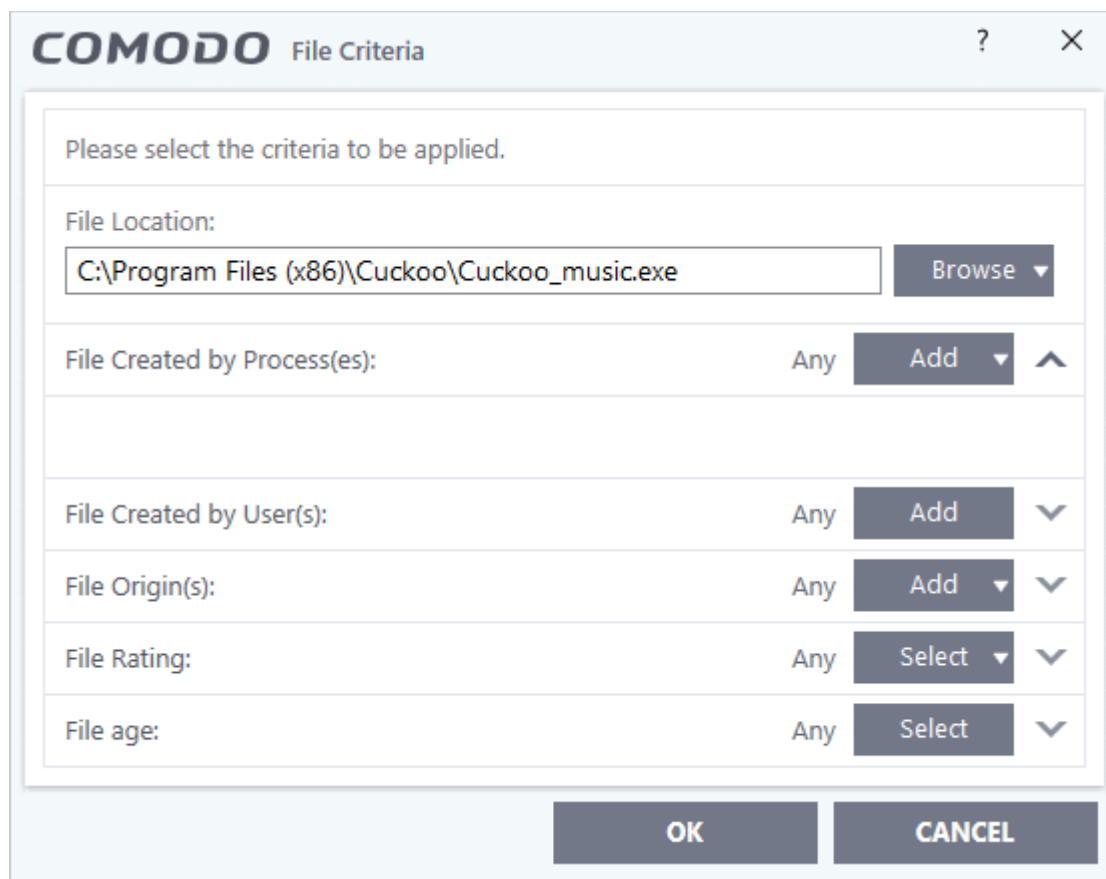 COMODO File Criteria ?
Please select the criteria to be applied.
File Location:
C:\Program Files (x86)\Cuckoo\Cuckoo_music.exe Browse
File Created by Process(es): Any Add
File Created by User(s): Any Add
File Origin(s): Any Add
File Rating: Any Select
File age: Any Select
OK CANCEL